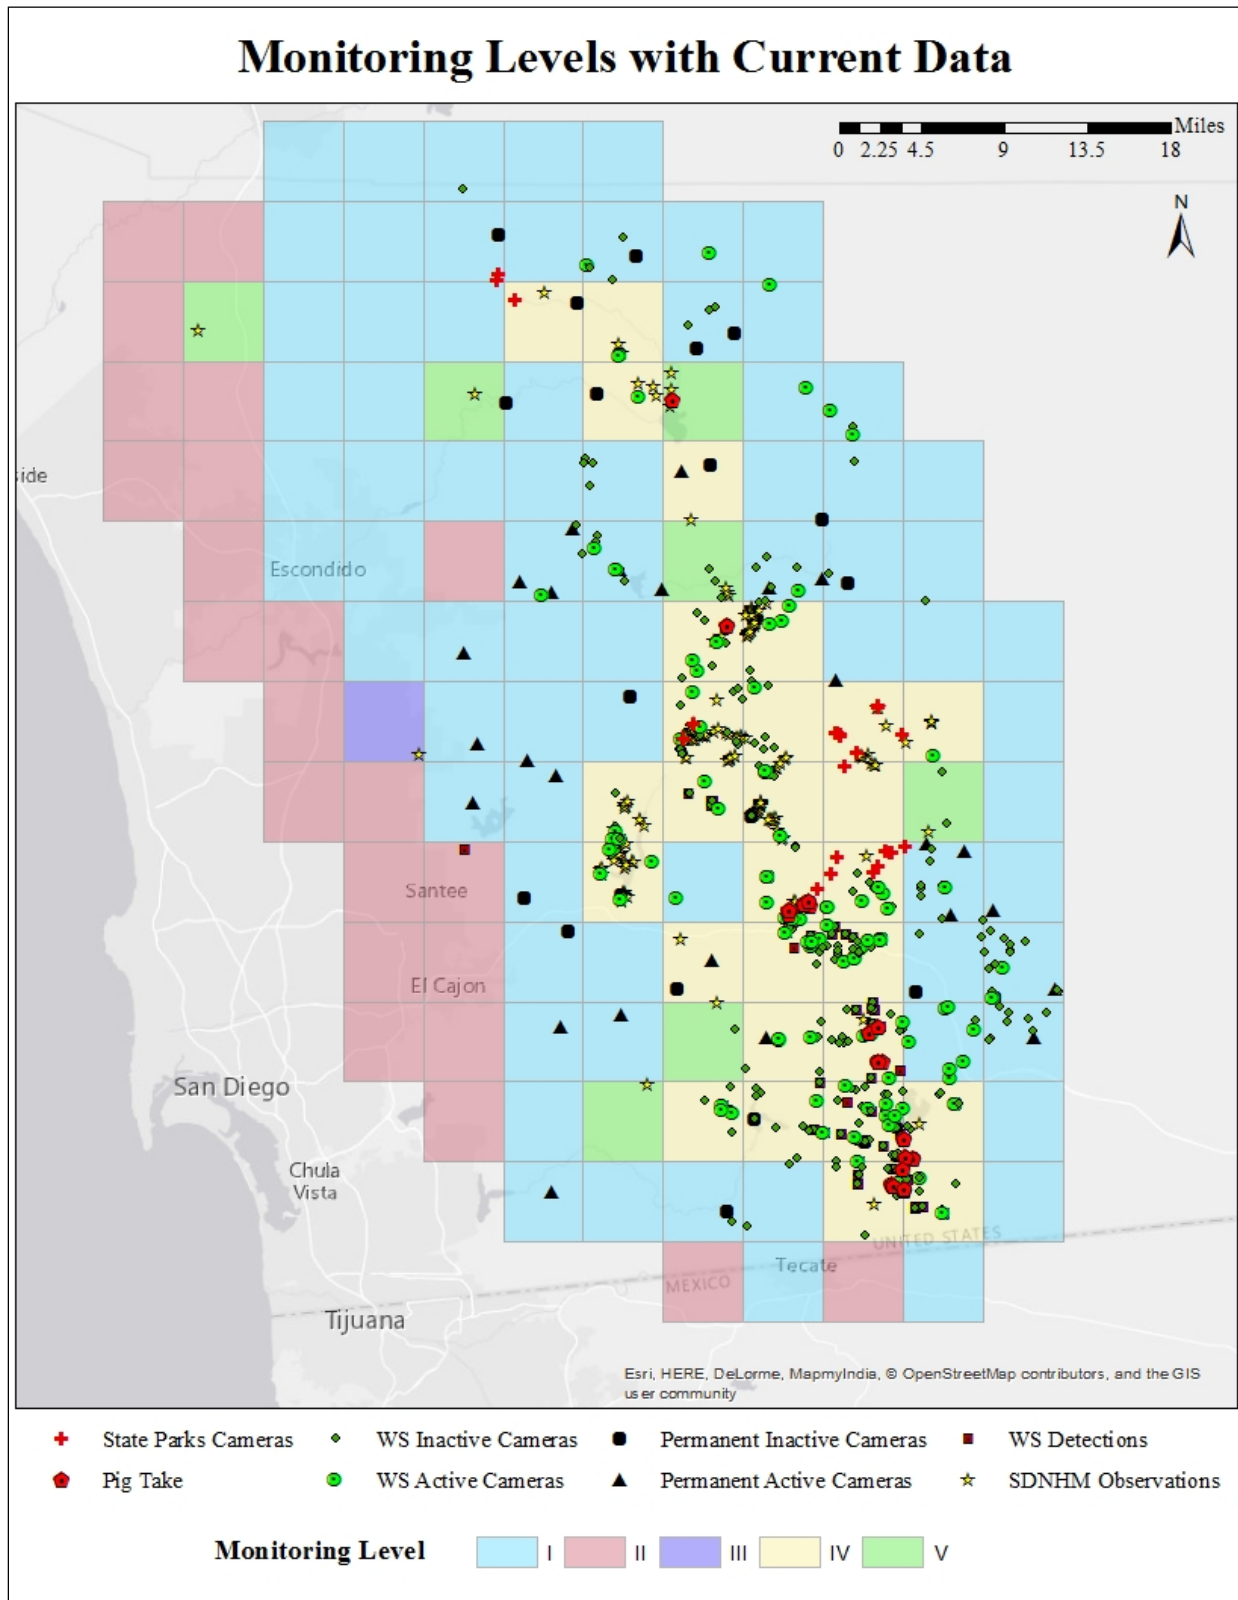 Monitoring Levels with Current Data
Miles
0 2.25 4.5 9 13.5 18
N
side
Escondido
Santee
El Cajon
San Diego
Chula
Vista
UNITED STATES
Tecate
MEXICO
Tijuana
Esri, HERE, DeLorme, MapmyIndia, © OpenStreetMap contributors, and the GIS
user community
State Parks Cameras WS Inactive Cameras Permanent Inactive Cameras WS Detections
Pig Take WS Active Cameras Permanent Active Cameras SDNHM Observations
Monitoring Level I II III IV V